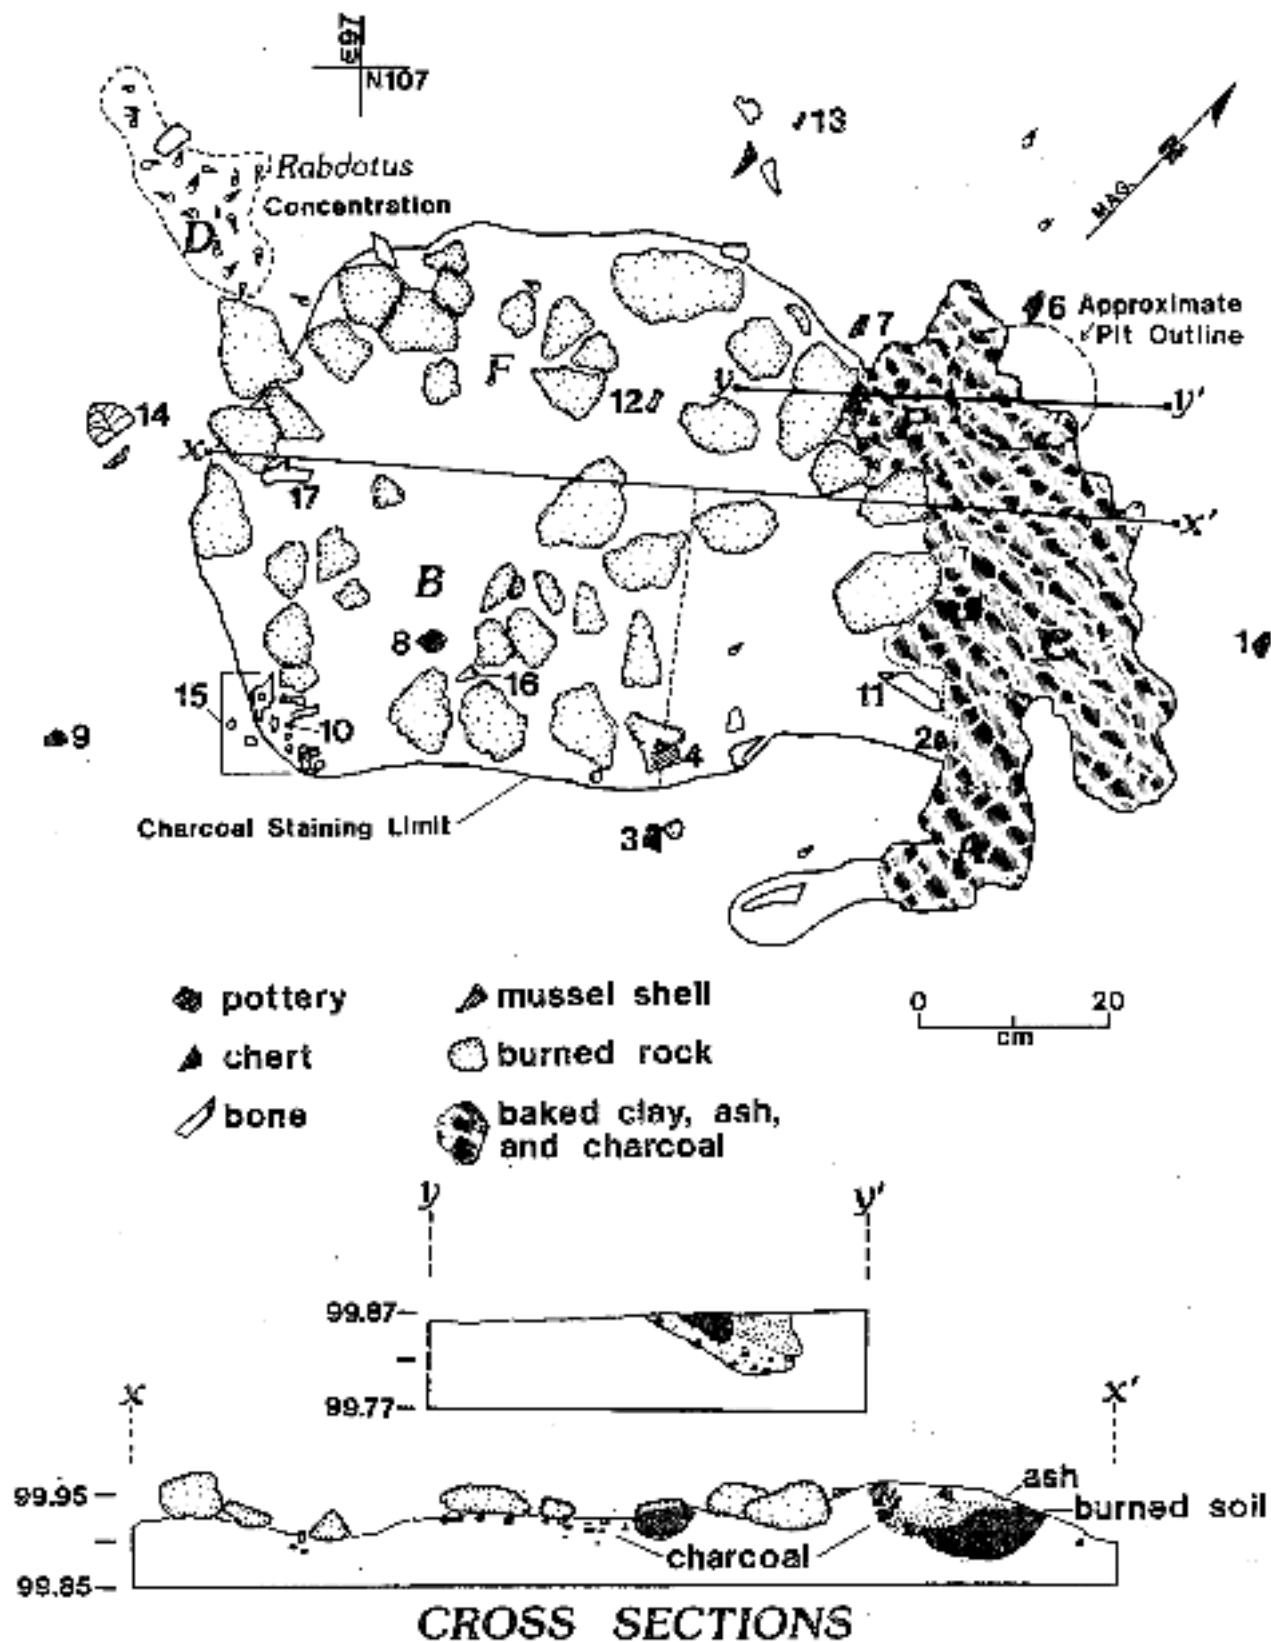 E97
N107
13
Rabdotus
Concentration
MAG
N
D
6 Approximate
Pit Outline
7
F
12
y
y'
14
x
17
x'
B
8
16
15
10
11
1
9
2
4
Charcoal Staining Limit
3
pottery
mussel shell
0 20
cm
chert
burned rock
bone
baked clay, ash,
and charcoal
y
y'
99.87
99.77
x
x'
99.95
ash
burned soil
charcoal
99.85
CROSS SECTIONS